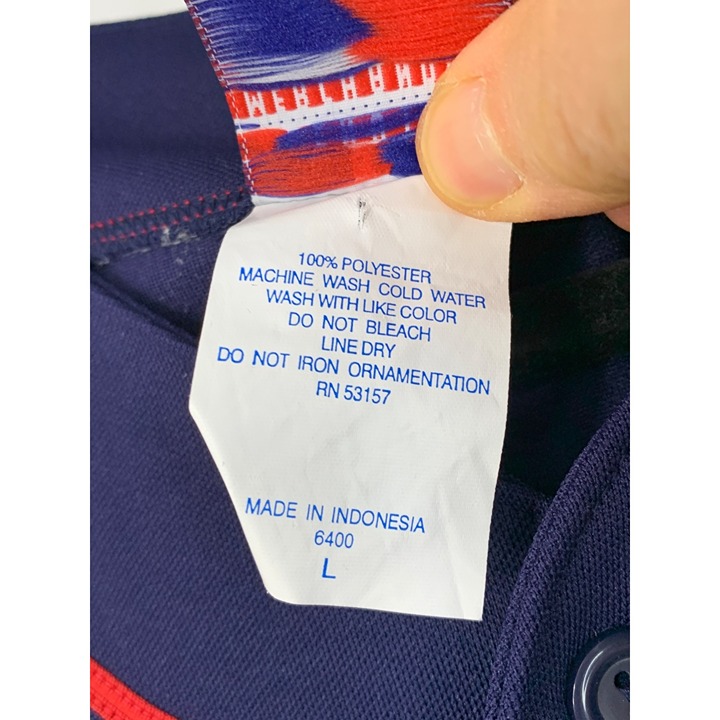 100% POLYESTER
MACHINE WASH COLD WATER
WASH WITH LIKE COLOR
DO NOT BLEACH
LINE DRY
DO NOT IRON ORNAMENTATION
RN 53157
MADE IN INDONESIA
6400
L